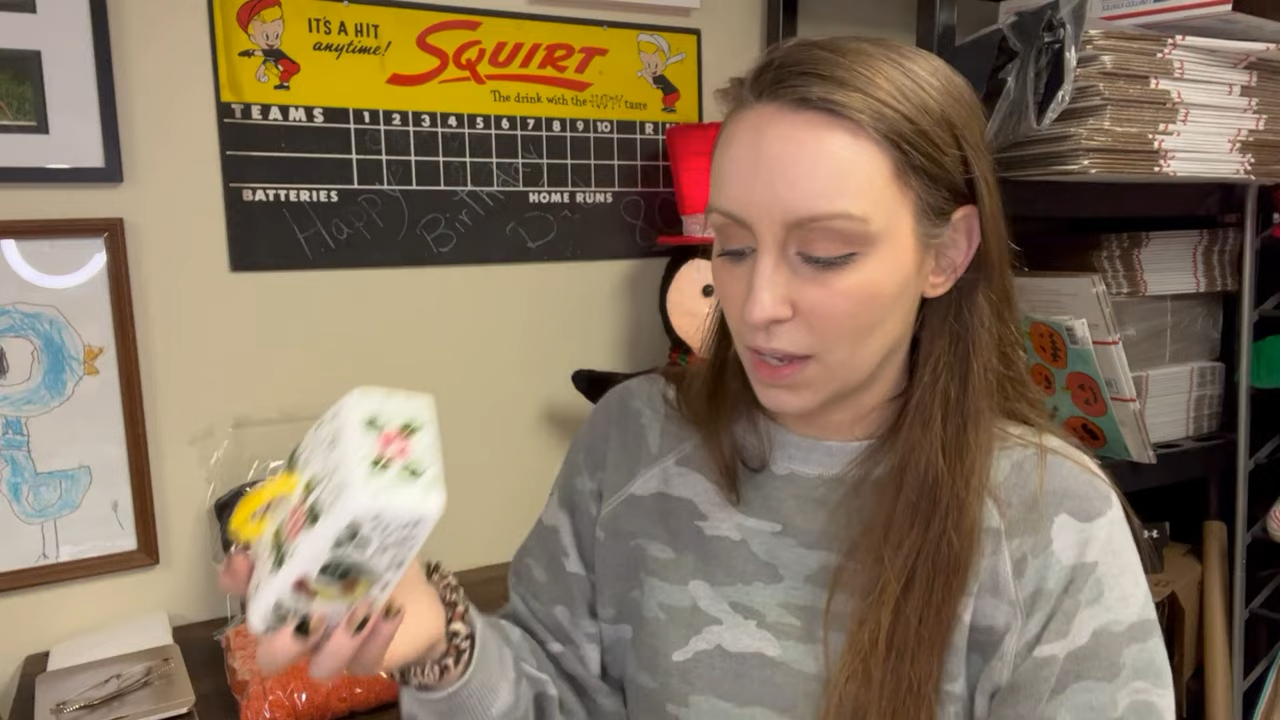 IT'S A HIT
anytime!
SQUIRT
The drink with the HAPPY taste
TEAMS 1 2 3 4 5 6 7 8 9 10 R
BATTERIES HOME RUNS
Happy Birthday